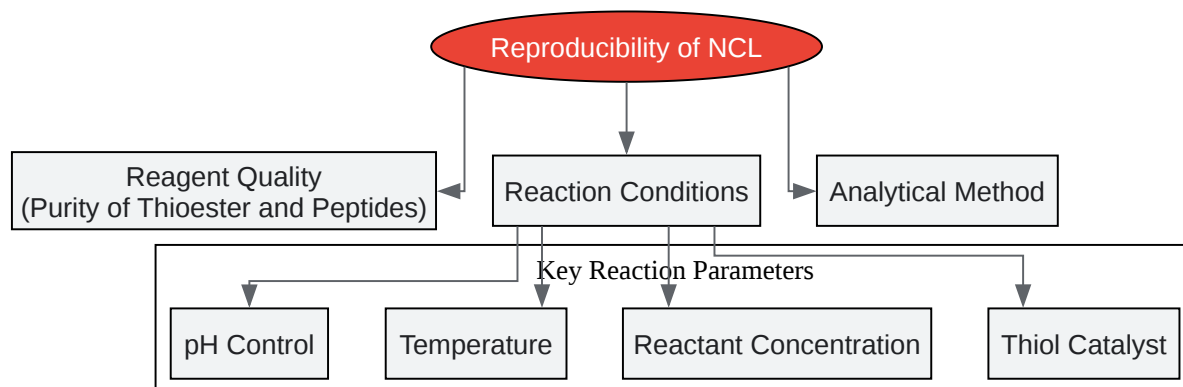 Reproducibility of NCL
Reagent Quality
(Purity of Thioester and Peptides)
Reaction Conditions
Analytical Method
Key Reaction Parameters
pH Control
Temperature
Reactant Concentration
Thiol Catalyst